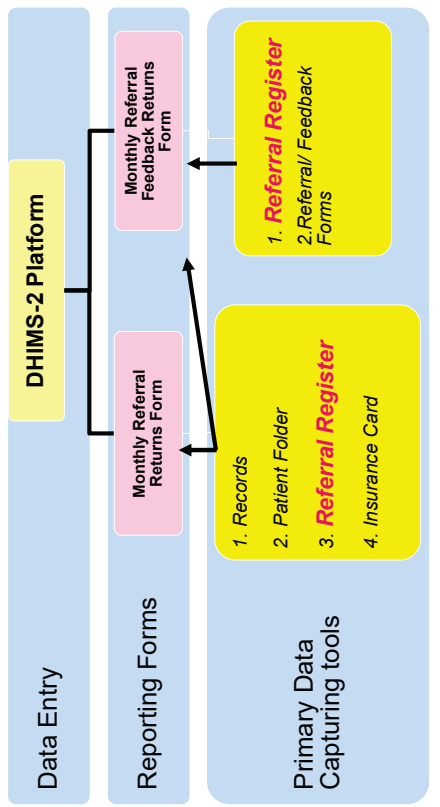 Data Entry
DHIMS-2 Platform
Reporting Forms
Monthly Referral
Returns Form
Monthly Referral
Feedback Returns
Form
Primary Data
Capturing tools
1. Records
2. Patient Folder
3. Referral Register
4. Insurance Card
1. Referral Register
2.Referral/ Feedback
Forms